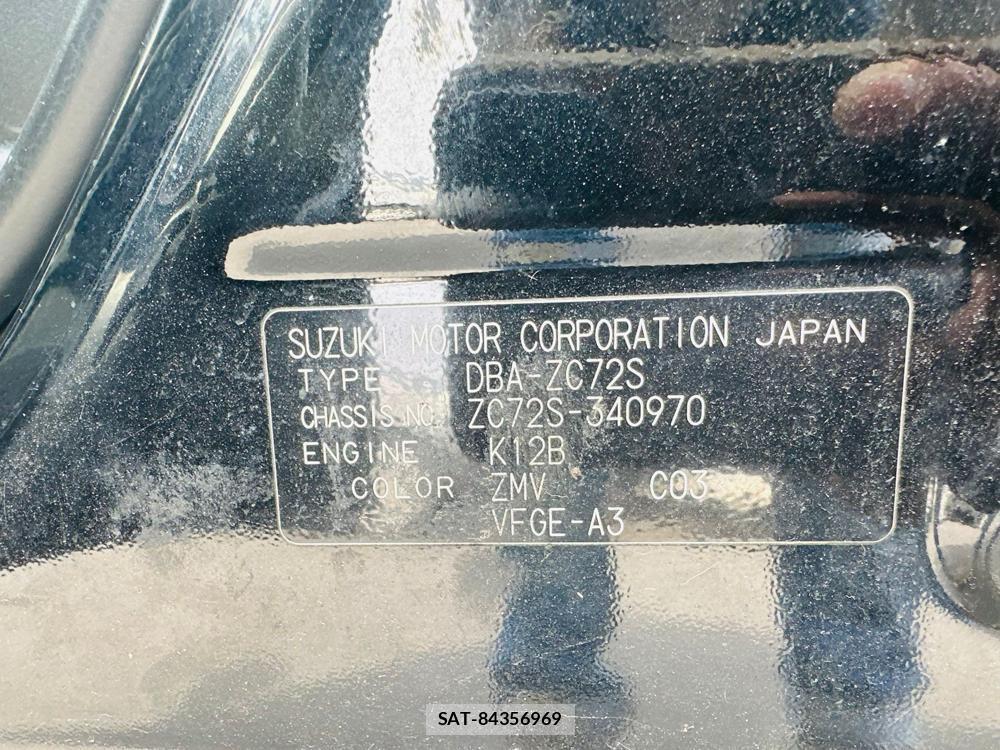 SUZUKI MOTOR CORPORATION JAPAN
TYPE DBA-ZC72S
CHASSIS NO. ZC72S-340970
ENGINE K12B
COLOR ZMV C03
VFGE-A3
SAT-84356969